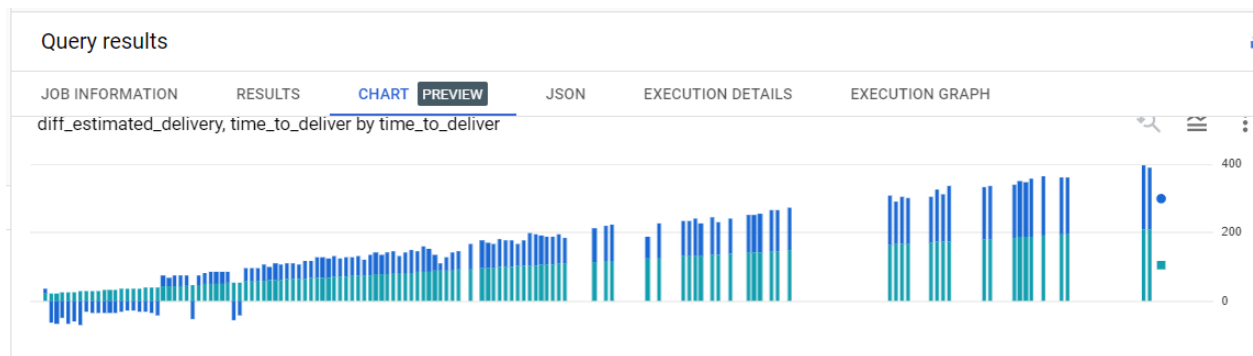 Query results
JOB INFORMATION RESULTS CHART PREVIEW JSON EXECUTION DETAILS EXECUTION GRAPH
diff_estimated_delivery, time_to_deliver by time_to_deliver
400
200
0